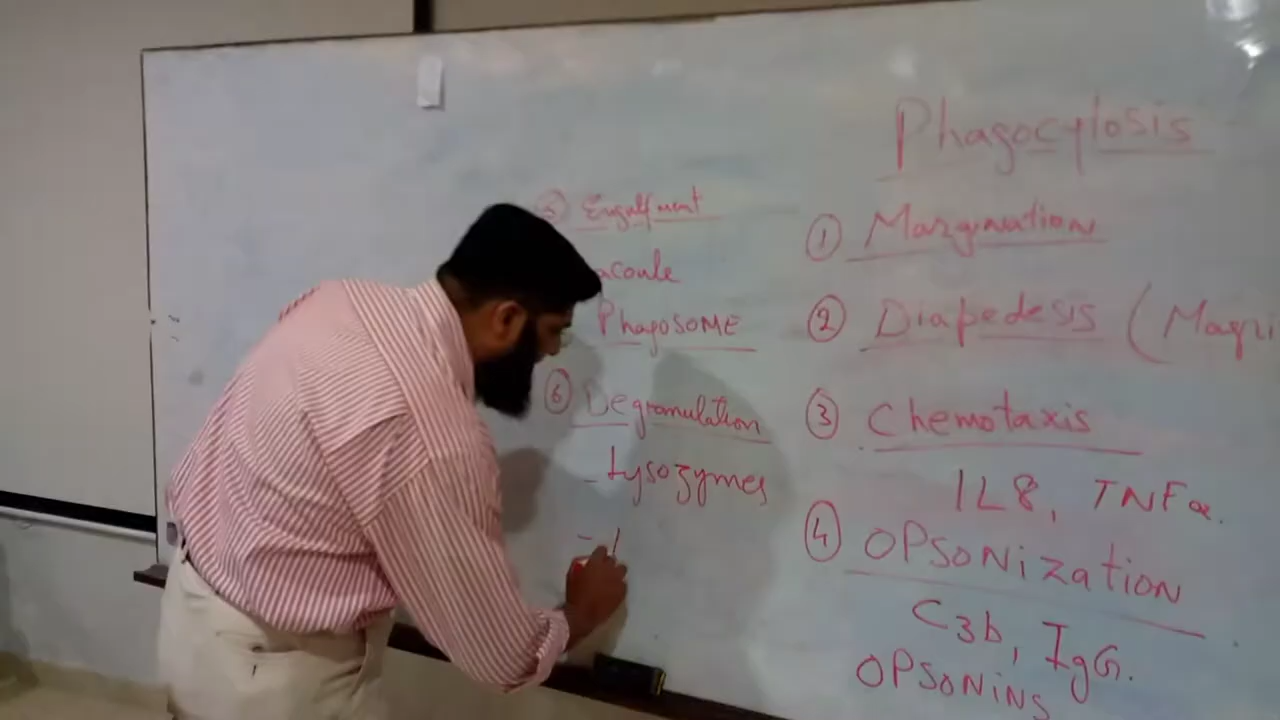 Phagocytosis
① Margination
② Diapedesis (Magri
③ Chemotaxis
IL8, TNFα.
④ OPSONization
C3b, IgG.
OPSONiNS
⑤ Engulfment
acoule
PhagoSOME
⑥ Degranulation
- Lysozymes
-